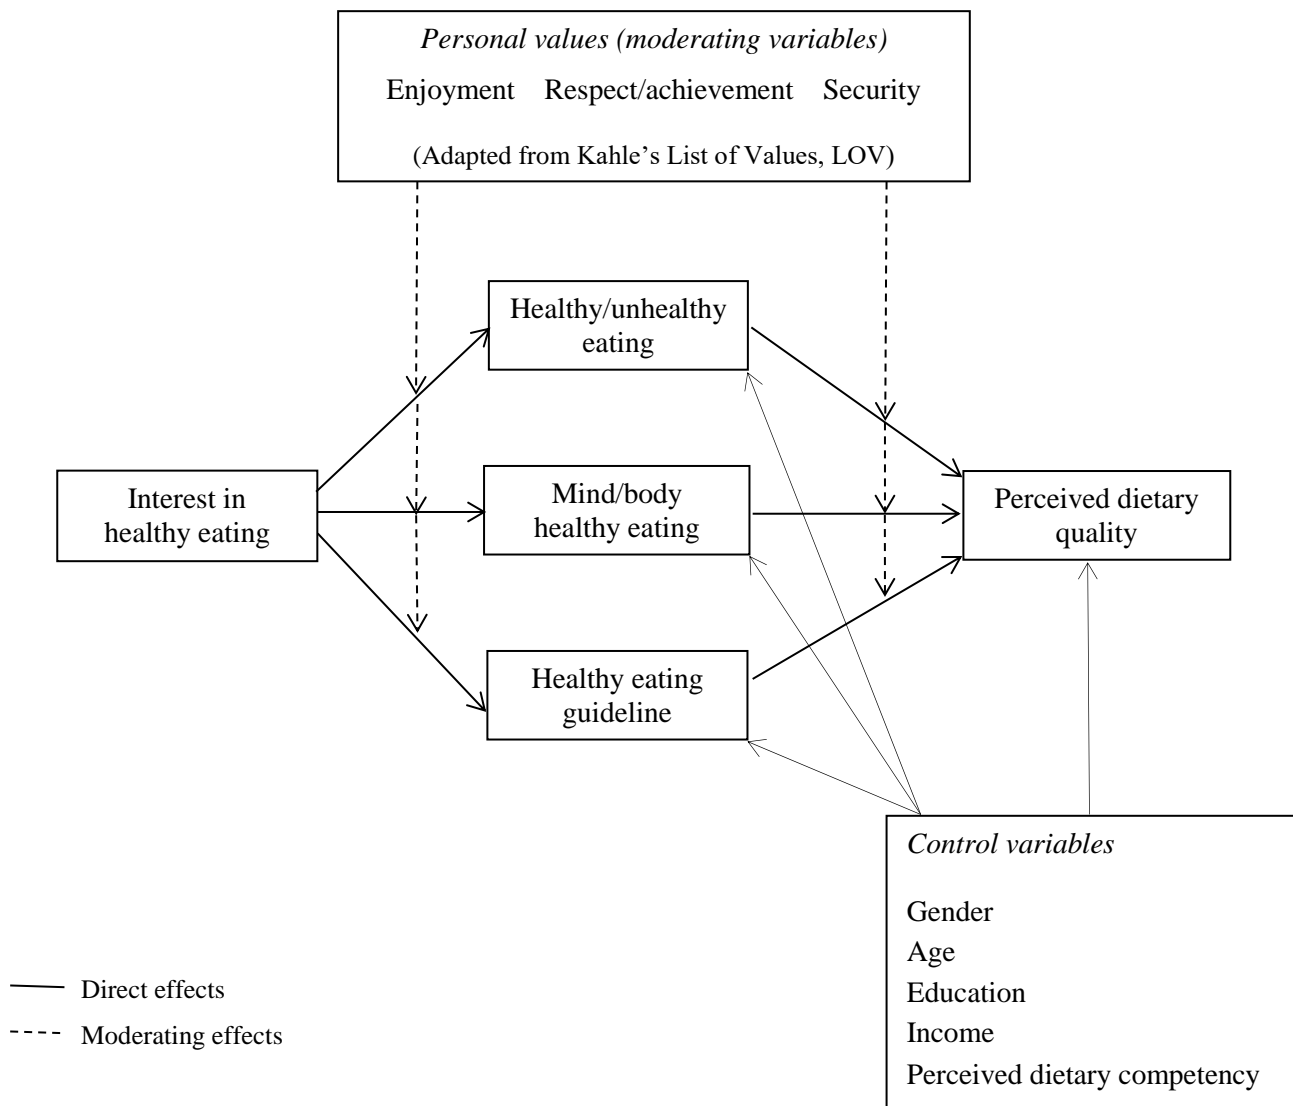 Personal values (moderating variables)
Enjoyment Respect/achievement Security
(Adapted from Kahle’s List of Values, LOV)
Healthy/unhealthy
eating
Interest in
healthy eating
Mind/body
healthy eating
Perceived dietary
quality
Healthy eating
guideline
Control variables
Gender
Age
Education
Income
Perceived dietary competency
Direct effects
Moderating effects